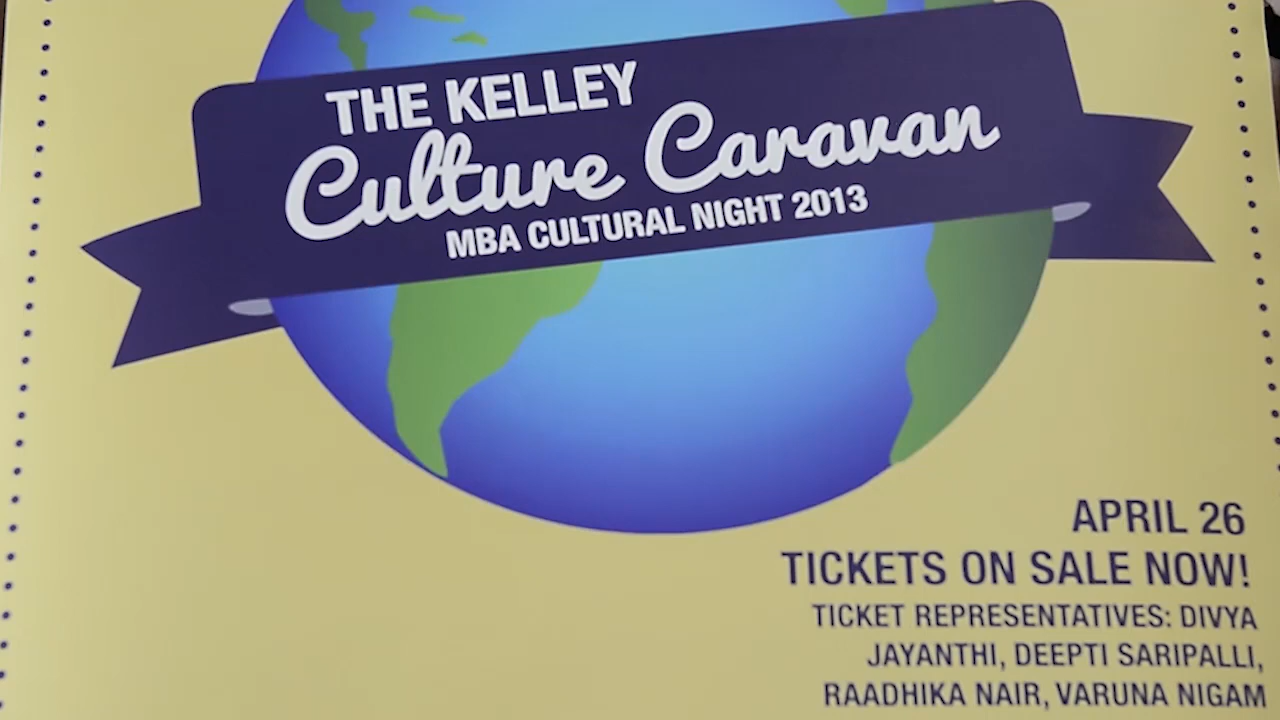 THE KELLEY
Culture Caravan
MBA CULTURAL NIGHT 2013
APRIL 26
TICKETS ON SALE NOW!
TICKET REPRESENTATIVES: DIVYA
JAYANTHI, DEEPTI SARIPALLI,
RAADHIKA NAIR, VARUNA NIGAM